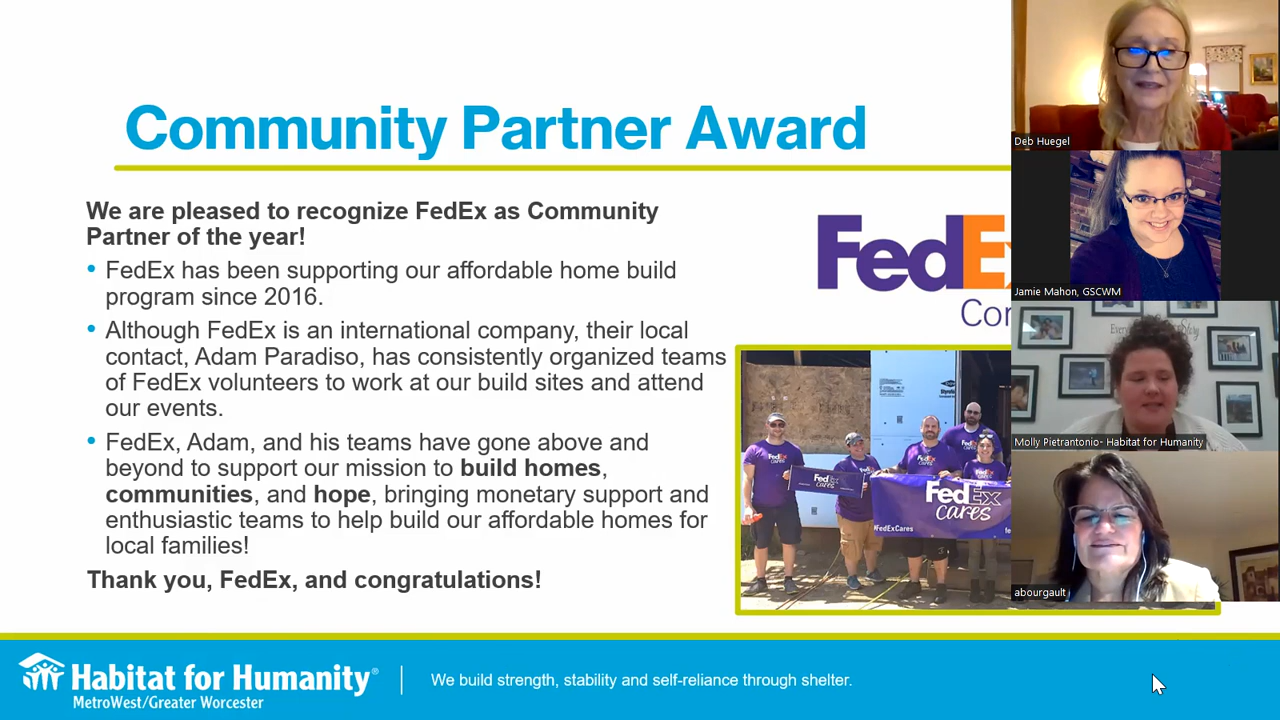 Community Partner Award
We are pleased to recognize FedEx as Community
Partner of the year!
• FedEx has been supporting our affordable home build
program since 2016.
• Although FedEx is an international company, their local
contact, Adam Paradiso, has consistently organized teams
of FedEx volunteers to work at our build sites and attend
our events.
• FedEx, Adam, and his teams have gone above and
beyond to support our mission to build homes,
communities, and hope, bringing monetary support and
enthusiastic teams to help build our affordable homes for
local families!
Thank you, FedEx, and congratulations!
FedEx
Cor
FedEx
cares
FedEx
cares
#FedExCares
fe
Deb Huegel
Jamie Mahon, GSCWM
Molly Pietrantonio- Habitat for Humanity
abourgault
Habitat for Humanity®
MetroWest/Greater Worcester
We build strength, stability and self-reliance through shelter.